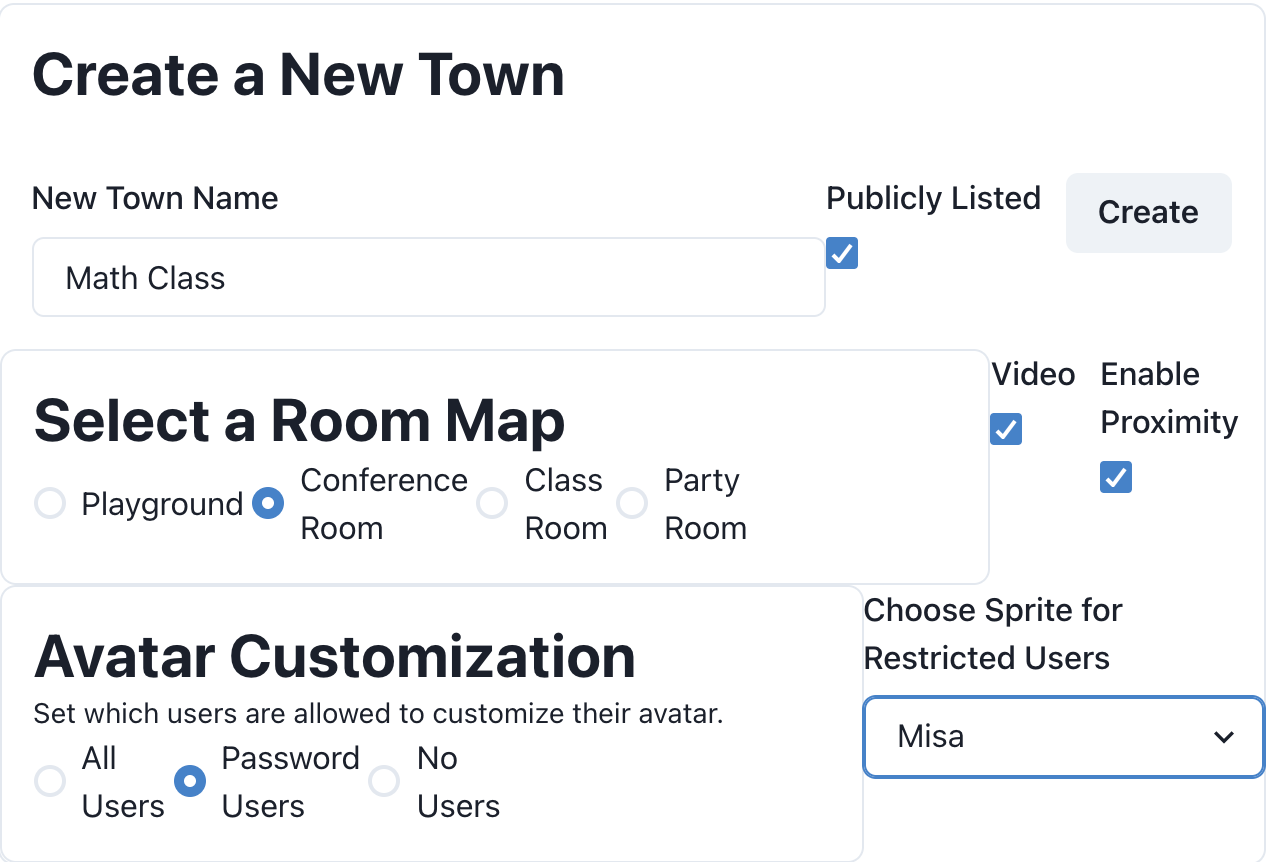 Create a New Town
New Town Name
Publicly Listed
Create
Math Class
Select a Room Map
Playground
Conference
Room
Class
Room
Party
Room
Video
Enable
Proximity
Avatar Customization
Set which users are allowed to customize their avatar.
All
Users
Password
Users
No
Users
Choose Sprite for
Restricted Users
Misa